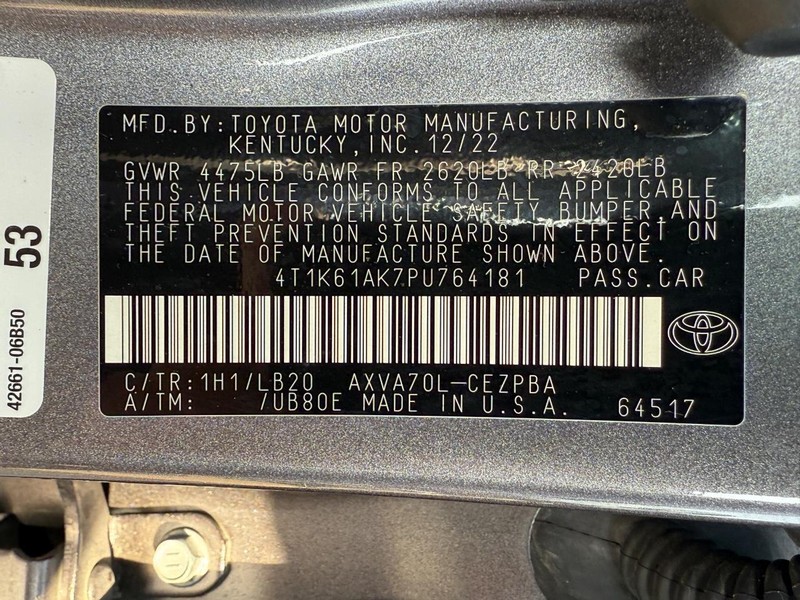 MFD.BY:TOYOTA MOTOR MANUFACTURING,
KENTUCKY,INC.12/22
GVWR 4475LB GAWR FR 2620LB RR 2420LB
THIS VEHICLE CONFORMS TO ALL APPLICABLE
FEDERAL MOTOR VEHICLE SAFETY BUMPER AND
THEFT PREVENTION STANDARDS IN EFFECT ON
THE DATE OF MANUFACTURE SHOWN ABOVE.
4T1K61AK7PU764181 PASS.CAR
C/TR:1H1/LB20 AXVA70L-CEZPBA
A/TM: /UB80E MADE IN U.S.A. 64517
53
42661-06B50